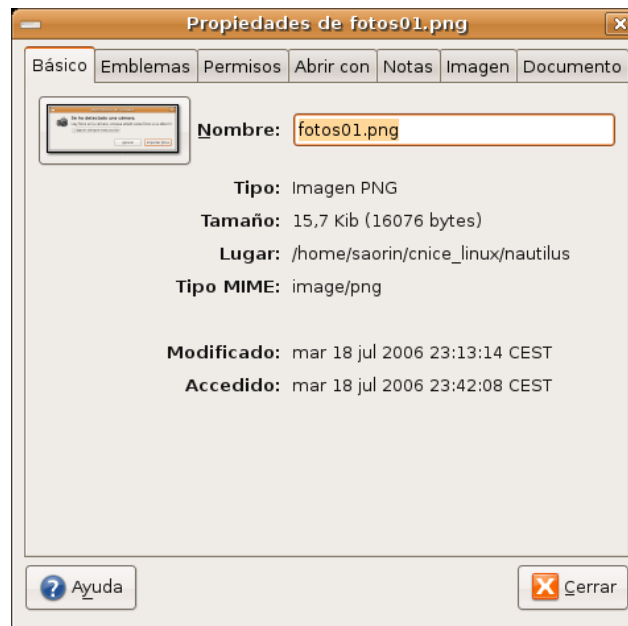 Propiedades de fotos01.png
Básico Emblemas Permisos Abrir con Notas Imagen Documento
Nombre: fotos01.png
Tipo: Imagen PNG
Tamaño: 15,7 Kib (16076 bytes)
Lugar: /home/saorin/cnice_linux/nautilus
Tipo MIME: image/png
Modificado: mar 18 jul 2006 23:13:14 CEST
Accedido: mar 18 jul 2006 23:42:08 CEST
Ayuda Cerrar